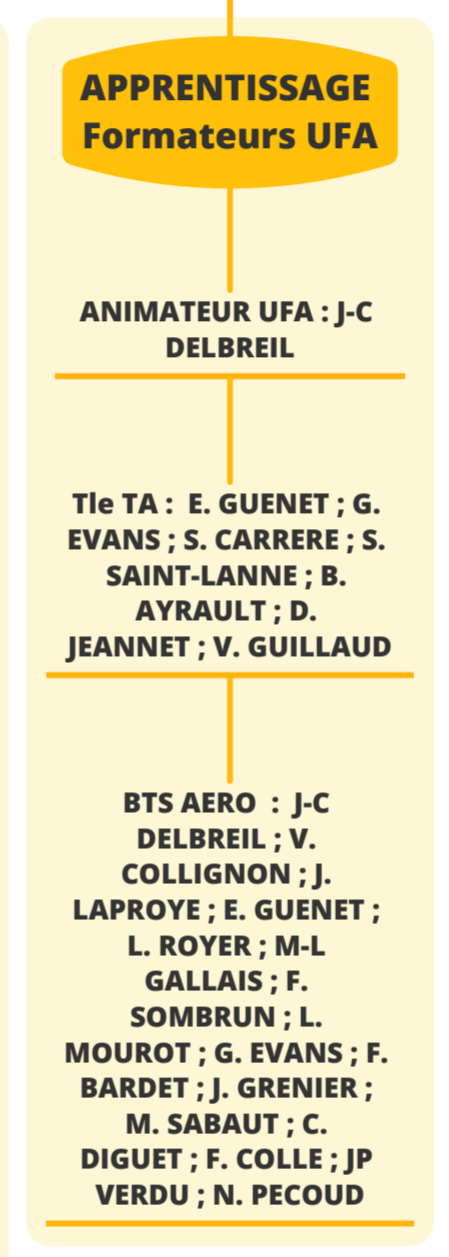 APPRENTISSAGE
Formateurs UFA
ANIMATEUR UFA : J-C
DELBREIL
Tle TA :  E. GUENET ; G.
EVANS ; S. CARRERE ; S.
SAINT-LANNE ; B.
AYRAULT ; D.
JEANNET ; V. GUILLAUD
BTS AERO  :  J-C
DELBREIL ; V.
COLLIGNON ; J.
LAPROYE ; E. GUENET ;
L. ROYER ; M-L
GALLAIS ; F.
SOMBRUN ; L.
MOUROT ; G. EVANS ; F.
BARDET ; J. GRENIER ;
M. SABAUT ; C.
DIGUET ; F. COLLE ; JP
VERDU ; N. PECOUD